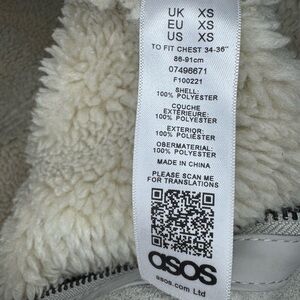 UK XS
EU XS
US XS
TO FIT CHEST 34-36"
86-91cm
07498671
F100221
SHELL:
100% POLYESTER
COUCHE
EXTÉRIEURE:
100% POLYESTER
EXTERIOR:
100% POLIÉSTER
OBERMATERIAL:
100% POLYESTER
MADE IN CHINA
PLEASE SCAN ME
FOR TRANSLATIONS
asos
asos.com Ltd